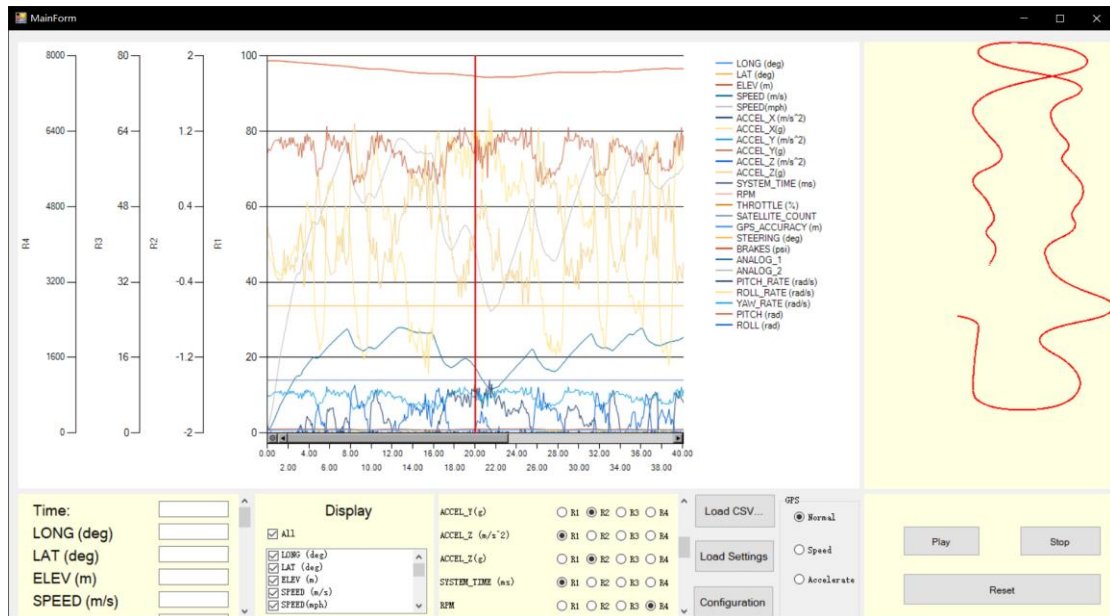 MainForm
8000
80
2
100
6400
64
1.2
80
4800
48
0.4
60
3200
32
-0.4
40
1600
16
-1.2
20
0
0
-2
0
R4
R3
R2
R1
0.00 4.00 8.00 12.00 16.00 20.00 24.00 28.00 32.00 36.00 40.00
2.00 6.00 10.00 14.00 18.00 22.00 26.00 30.00 34.00 38.00
LONG (deg)
LAT (deg)
ELEV (m)
SPEED (m/s)
SPEED(mph)
ACCEL_X (m/s^2)
ACCEL_X(g)
ACCEL_Y (m/s^2)
ACCEL_Y(g)
ACCEL_Z (m/s^2)
ACCEL_Z(g)
SYSTEM_TIME (ms)
RPM
THROTTLE (%)
SATELLITE_COUNT
GPS_ACCURACY (m)
STEERING (deg)
BRAKES (psi)
ANALOG_1
ANALOG_2
PITCH_RATE (rad/s)
ROLL_RATE (rad/s)
YAW_RATE (rad/s)
PITCH (rad)
ROLL (rad)
Time:
LONG (deg)
LAT (deg)
ELEV (m)
SPEED (m/s)
Display
All
LONG (deg)
LAT (deg)
ELEV (m)
SPEED (m/s)
SPEED(mph)
ACCEL_Y(g) R1 R2 R3 R4
ACCEL_Z (m/s^2) R1 R2 R3 R4
ACCEL_Z(g) R1 R2 R3 R4
SYSTEM_TIME (ms) R1 R2 R3 R4
RPM R1 R2 R3 R4
Load CSV...
Load Settings
Configuration
GPS
Normal
Speed
Accelerate
Play
Stop
Reset